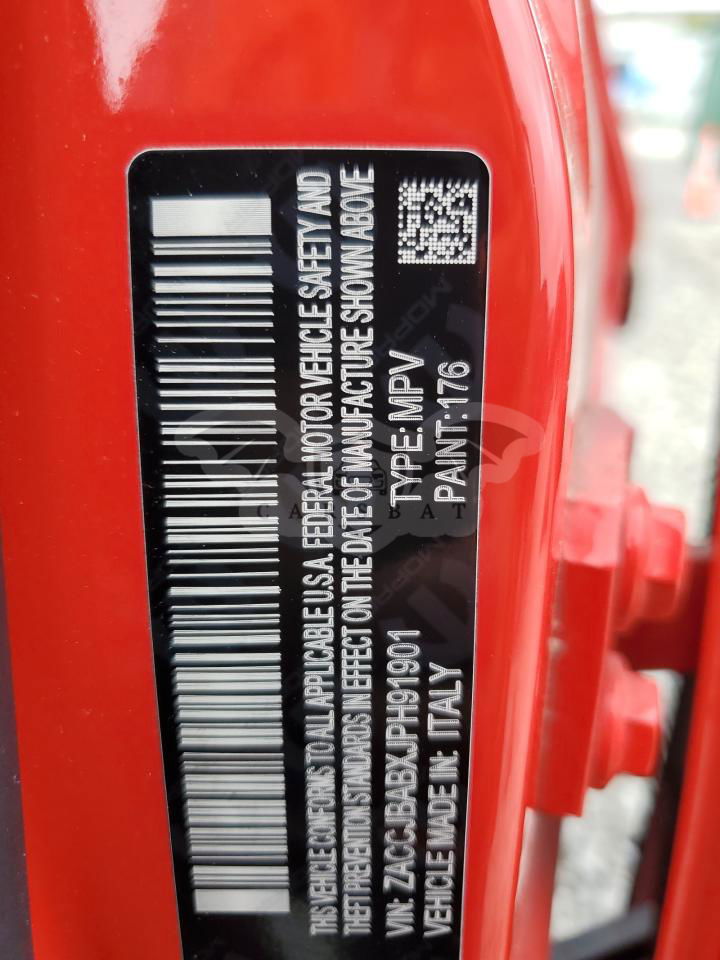 THIS VEHICLE CONFORMS TO ALL APPLICABLE U.S.A. FEDERAL MOTOR VEHICLE SAFETY AND
THEFT PREVENTION STANDARDS IN EFFECT ON THE DATE OF MANUFACTURE SHOWN ABOVE
VIN: ZACCJBABXJPH91901 TYPE: MPV
VEHICLE MADE IN: ITALY PAINT: 176